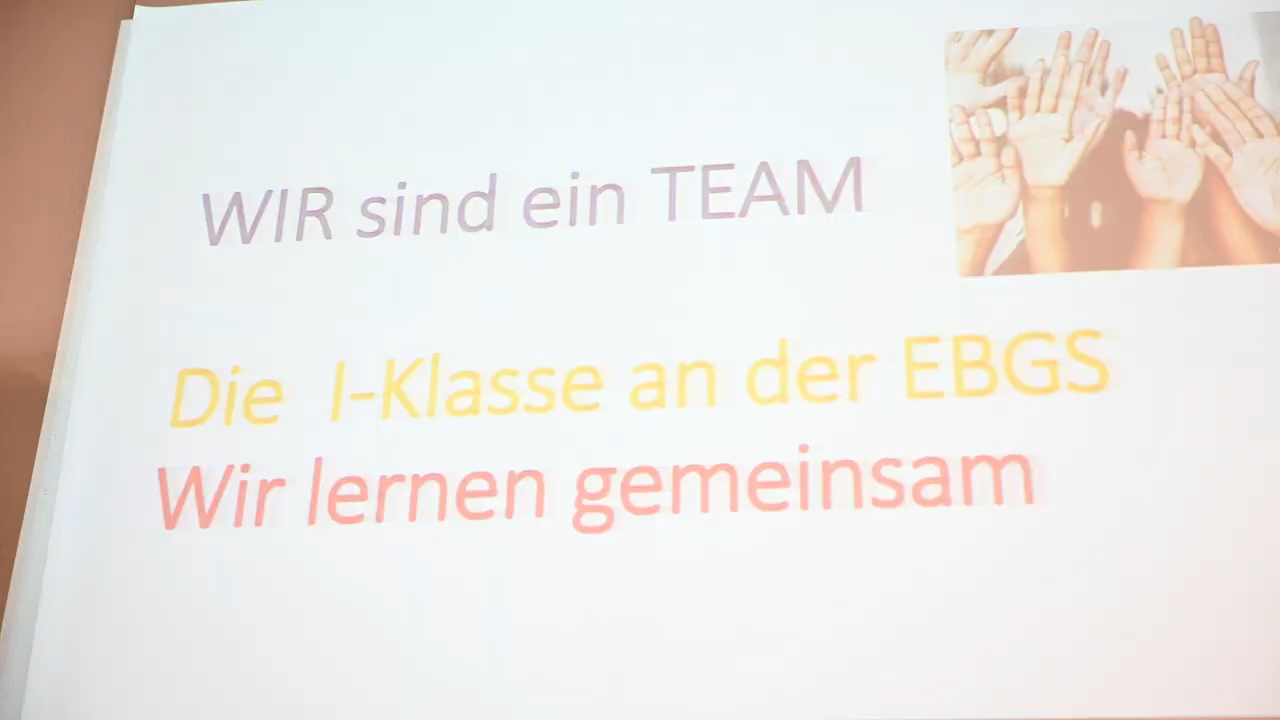 WIR sind ein TEAM
Die I-Klasse an der EBGS
Wir lernen gemeinsam